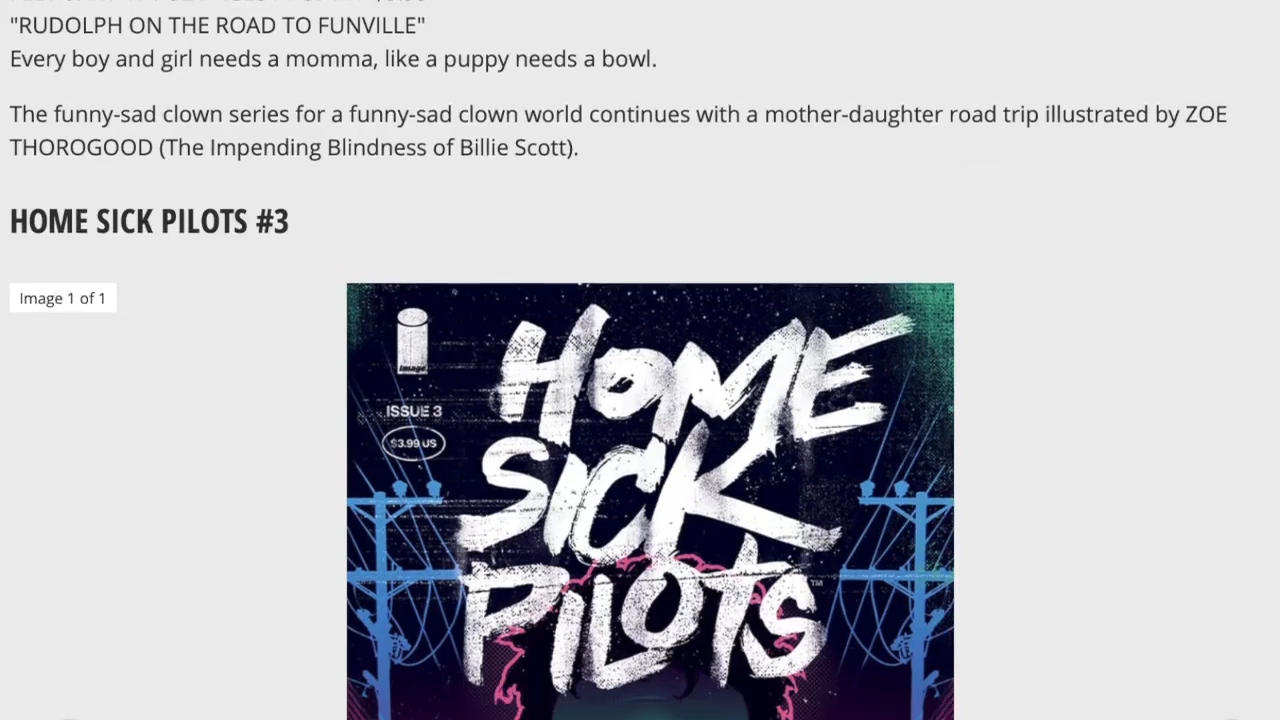 "RUDOLPH ON THE ROAD TO FUNVILLE"
Every boy and girl needs a momma, like a puppy needs a bowl.
The funny-sad clown series for a funny-sad clown world continues with a mother-daughter road trip illustrated by ZOE
THOROGOOD (The Impending Blindness of Billie Scott).
HOME SICK PILOTS #3
Image 1 of 1
image
ISSUE 3
$3.99 US
HOME
SICK
PILOTS
TM